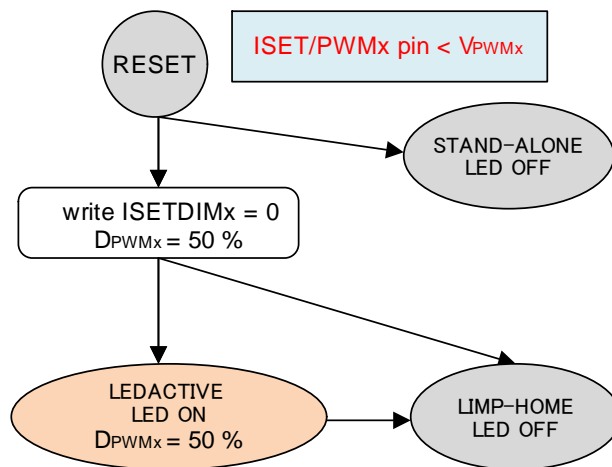 RESET
ISET/PWMx pin < VPWMx
STAND-ALONE
LED OFF
write ISETDIMx = 0
DPWMx = 50 %
LEDACTIVE
LED ON
DPWMx = 50 %
LIMP-HOME
LED OFF